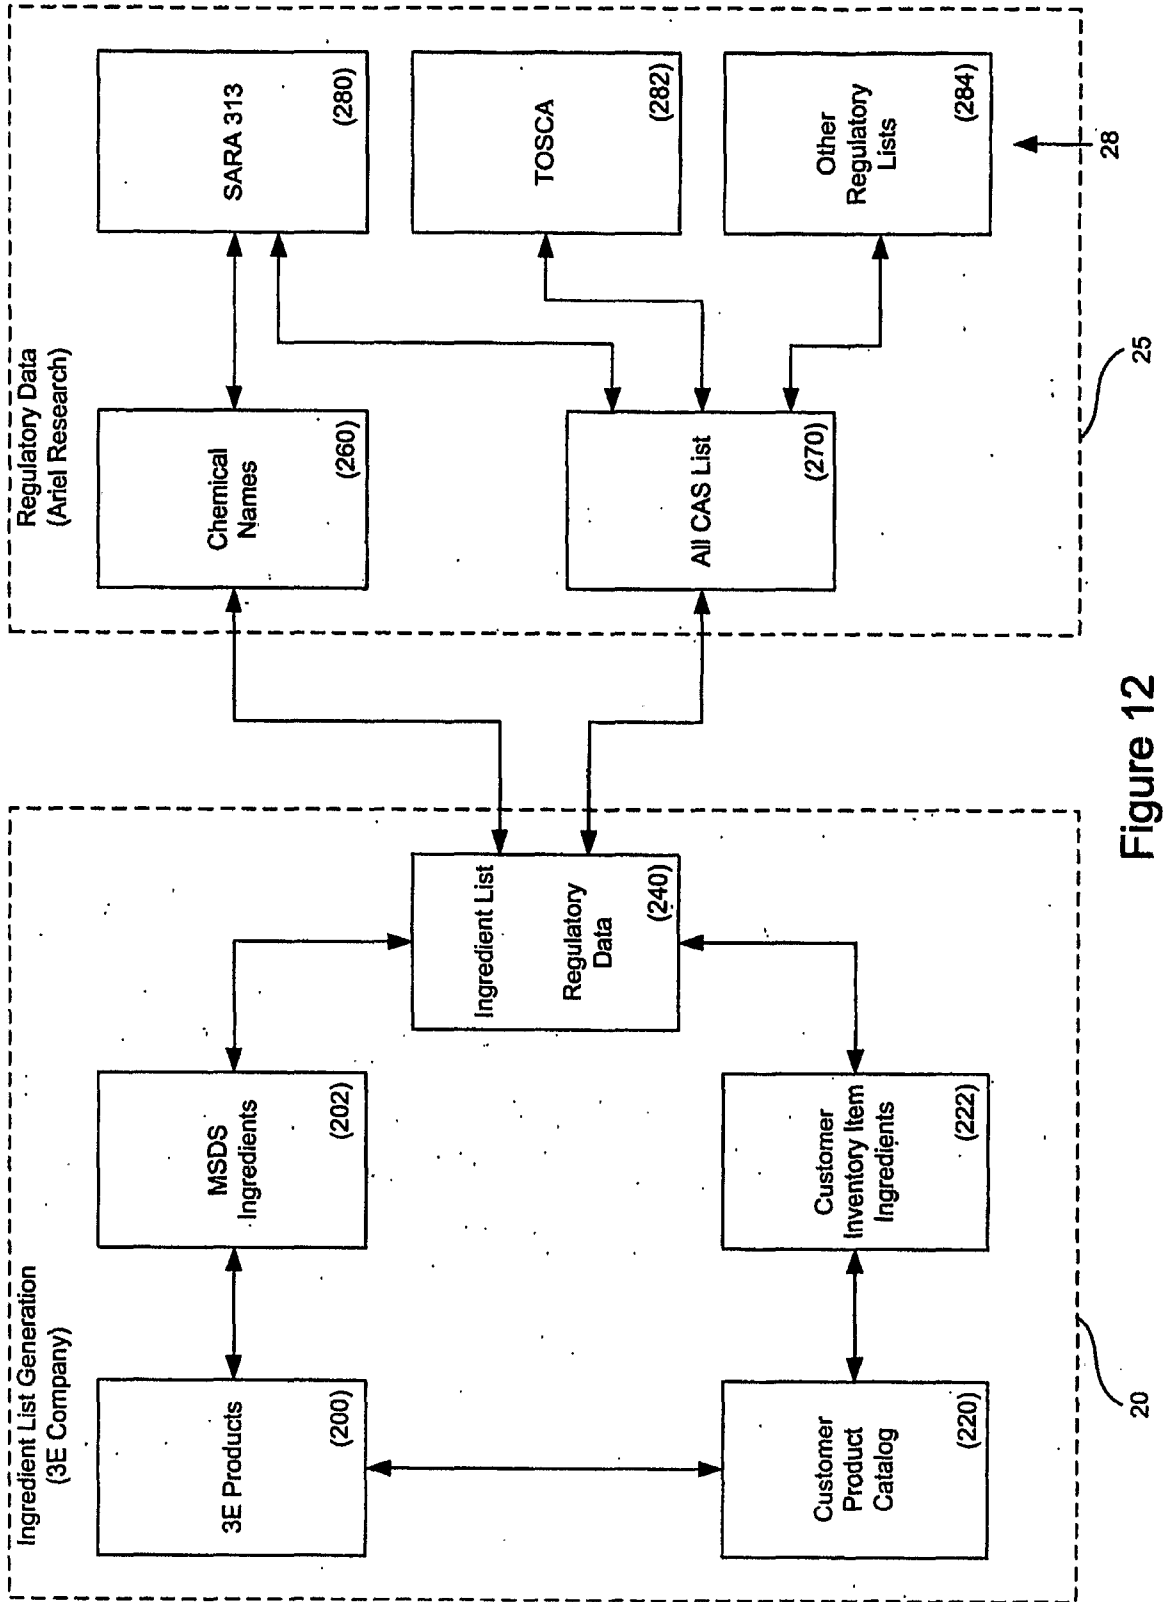 Ingredient List Generation
(3E Company)
3E Products
(200)
MSDS
Ingredients
(202)
Customer
Product
Catalog
(220)
Customer
Inventory Item
Ingredients
(222)
Ingredient List
Regulatory
Data
(240)
20
Regulatory Data
(Ariel Research)
Chemical
Names
(260)
SARA 313
(280)
All CAS List
(270)
TOSCA
(282)
Other
Regulatory
Lists
(284)
25
28
Figure 12